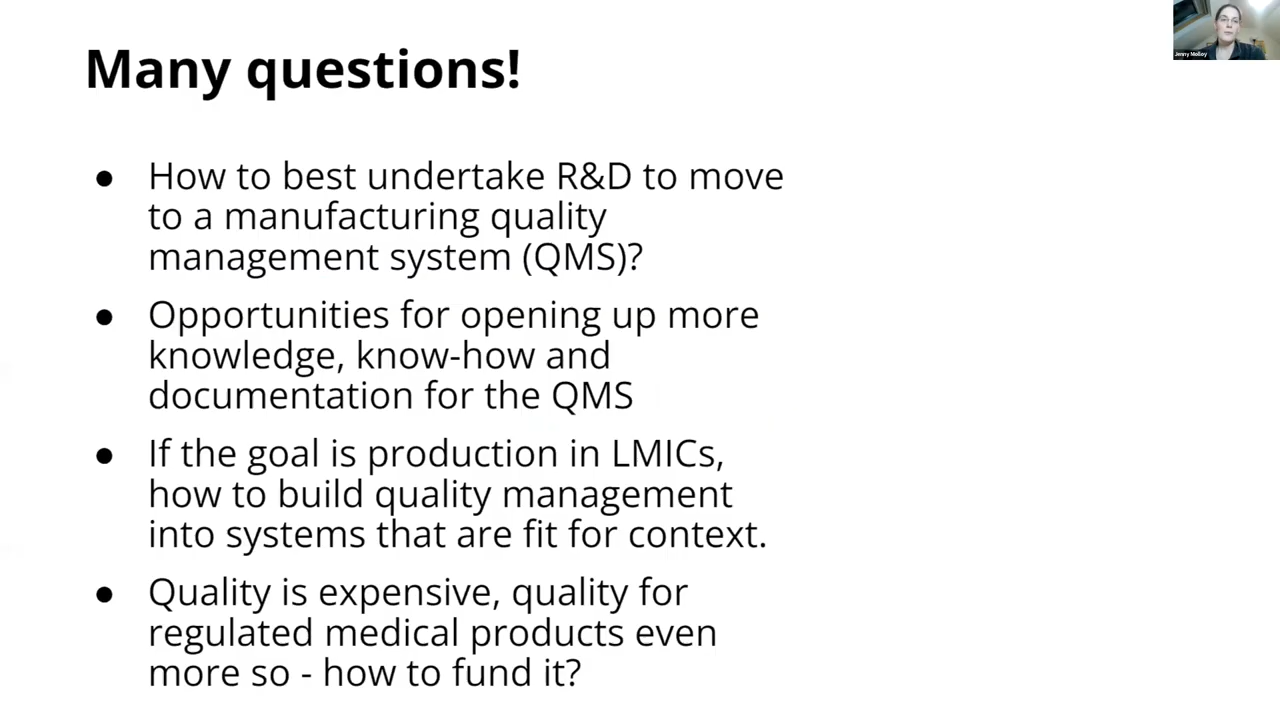 Many questions!
Jenny Molloy
● How to best undertake R&D to move
to a manufacturing quality
management system (QMS)?
● Opportunities for opening up more
knowledge, know-how and
documentation for the QMS
● If the goal is production in LMICs,
how to build quality management
into systems that are fit for context.
● Quality is expensive, quality for
regulated medical products even
more so - how to fund it?